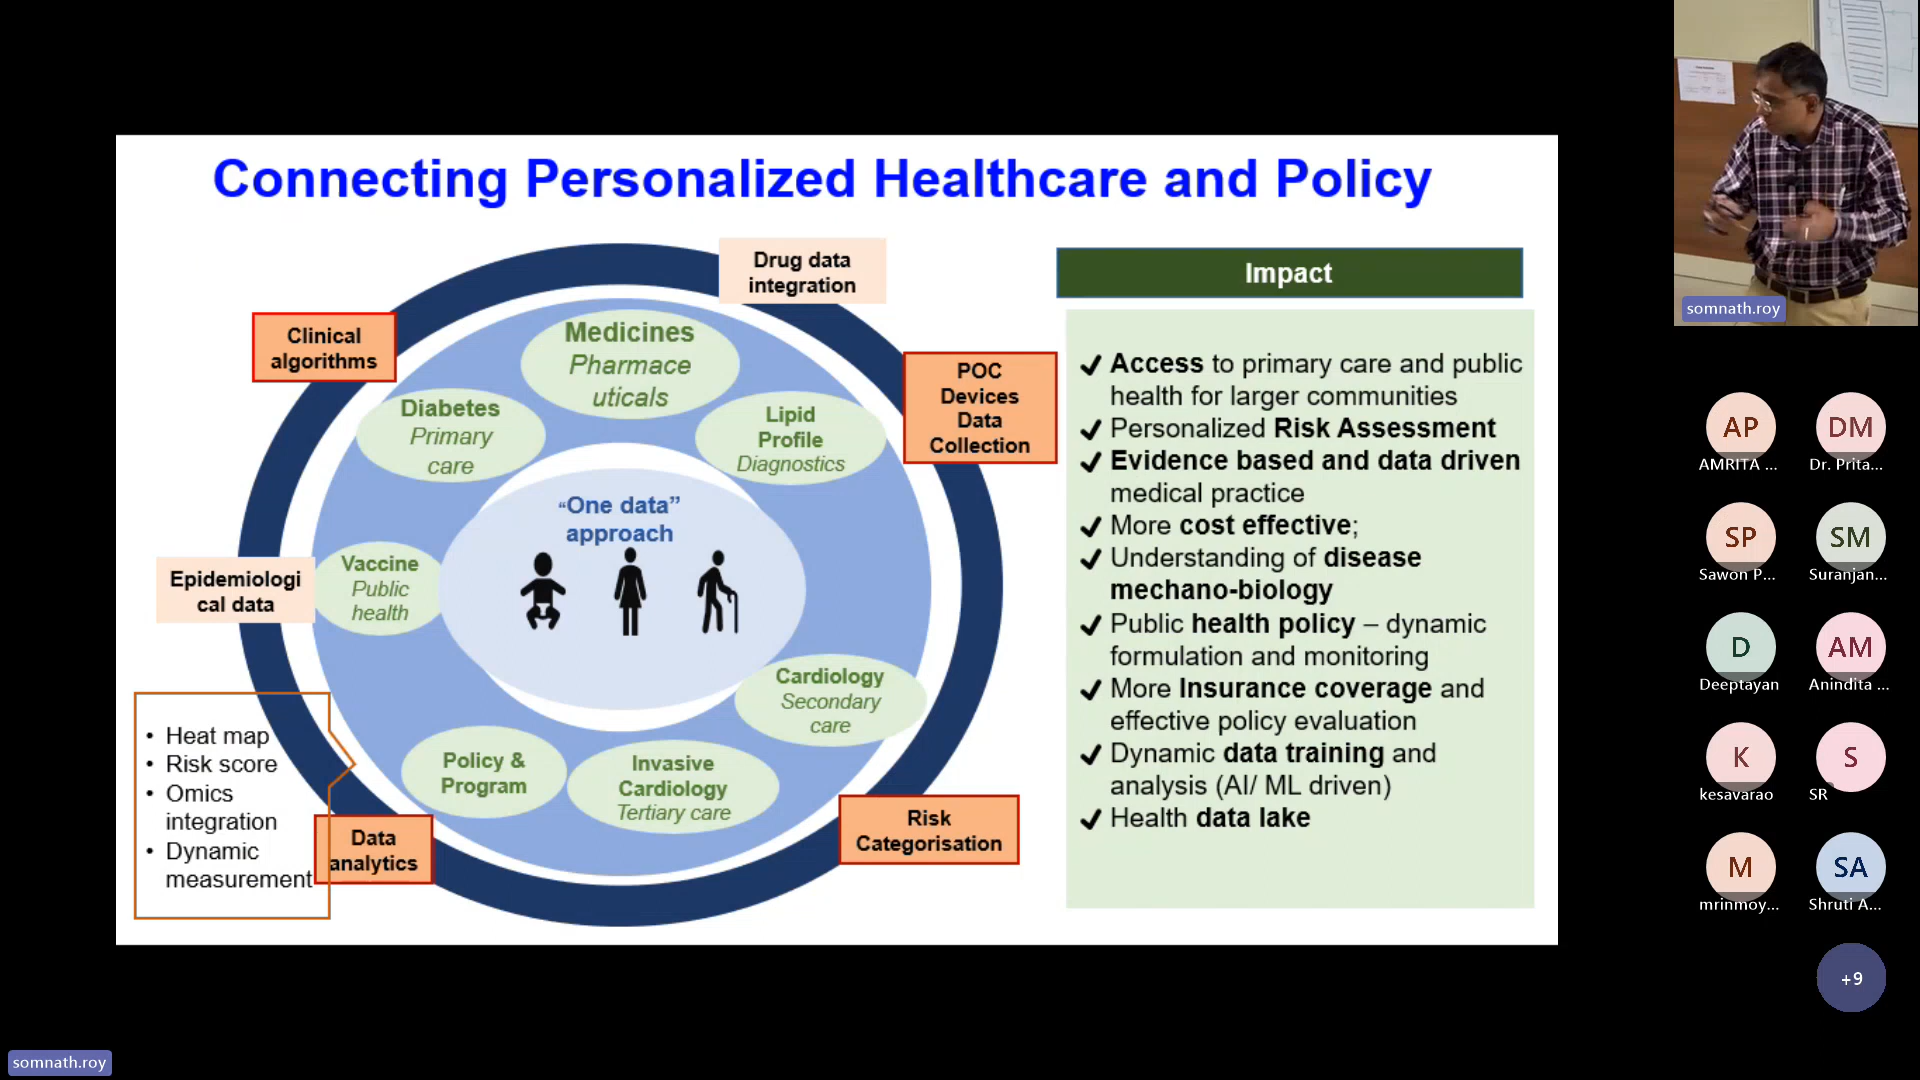 Connecting Personalized Healthcare and Policy
Drug data
integration
Clinical
algorithms
POC
Devices
Data
Collection
Epidemiologi
cal data
Risk
Categorisation
Data
analytics
• Heat map
• Risk score
• Omics
integration
• Dynamic
measurement
Medicines
Pharmace
uticals
Diabetes
Primary
care
Lipid
Profile
Diagnostics
"One data"
approach
Vaccine
Public
health
Cardiology
Secondary
care
Policy &
Program
Invasive
Cardiology
Tertiary care
Impact
✔ Access to primary care and public
health for larger communities
✔ Personalized Risk Assessment
✔ Evidence based and data driven
medical practice
✔ More cost effective;
✔ Understanding of disease
mechano-biology
✔ Public health policy – dynamic
formulation and monitoring
✔ More Insurance coverage and
effective policy evaluation
✔ Dynamic data training and
analysis (AI/ ML driven)
✔ Health data lake
somnath.roy
AP
AMRITA ...
DM
Dr. Prita...
SP
Sawon P...
SM
Suranjan...
D
Deeptayan
AM
Anindita ...
K
kesavarao
S
SR
M
mrinmoy...
SA
Shruti A...
+9
somnath.roy